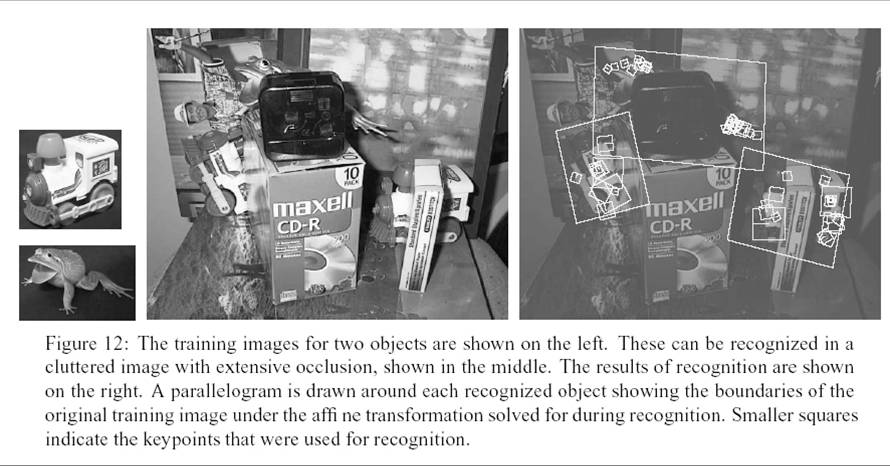 10
PACK
maxell
CD-R
10
PACK
maxell
CD-R
Figure 12: The training images for two objects are shown on the left. These can be recognized in a
cluttered image with extensive occlusion, shown in the middle. The results of recognition are shown
on the right. A parallelogram is drawn around each recognized object showing the boundaries of the
original training image under the affi ne transformation solved for during recognition. Smaller squares
indicate the keypoints that were used for recognition.